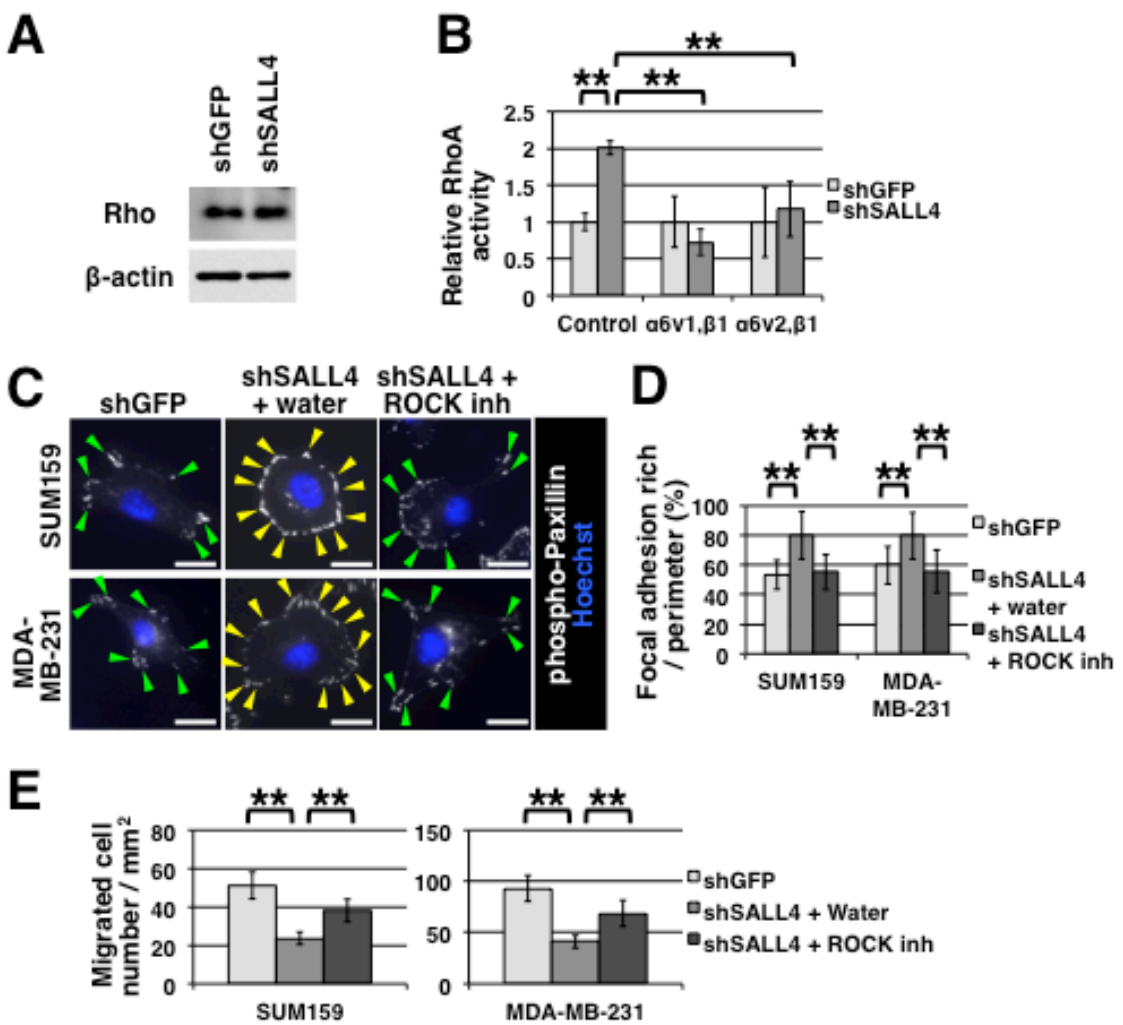 A
shGFP
shSALL4
Rho
β-actin
B
**
** **
Relative RhoA
activity
2.5
2
1.5
1
0.5
0
Control α6v1,β1 α6v2,β1
shGFP
shSALL4
C
shGFP
shSALL4
+ water
shSALL4 +
ROCK inh
SUM159
MDA-
MB-231
phospho-Paxillin
Hoechst
D
**
**
**
**
Focal adhesion rich
/ perimeter (%)
100
80
60
40
20
0
SUM159
MDA-
MB-231
shGFP
shSALL4
+ water
shSALL4
+ ROCK inh
E
Migrated cell
number / mm2
** **
80
60
40
20
0
SUM159
** **
150
100
50
0
MDA-MB-231
shGFP
shSALL4 + Water
shSALL4 + ROCK inh